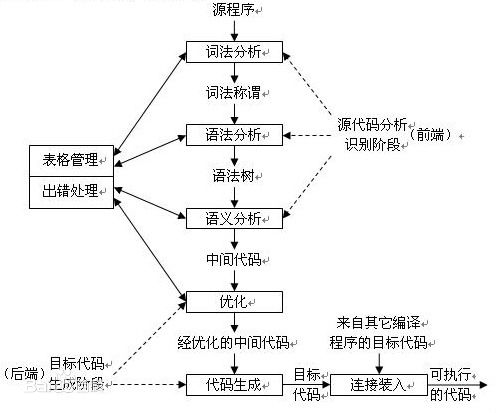 源程序
词法分析
词法称谓
语法分析
源代码分析
识别阶段
(前端)
表格管理
出错处理
语法树
语义分析
中间代码
优化
经优化的中间代码
来自其它编译
程序的目标代码
(后端)
目标代码
生成阶段
代码生成
目标
代码
连接装入
可执行
的代码